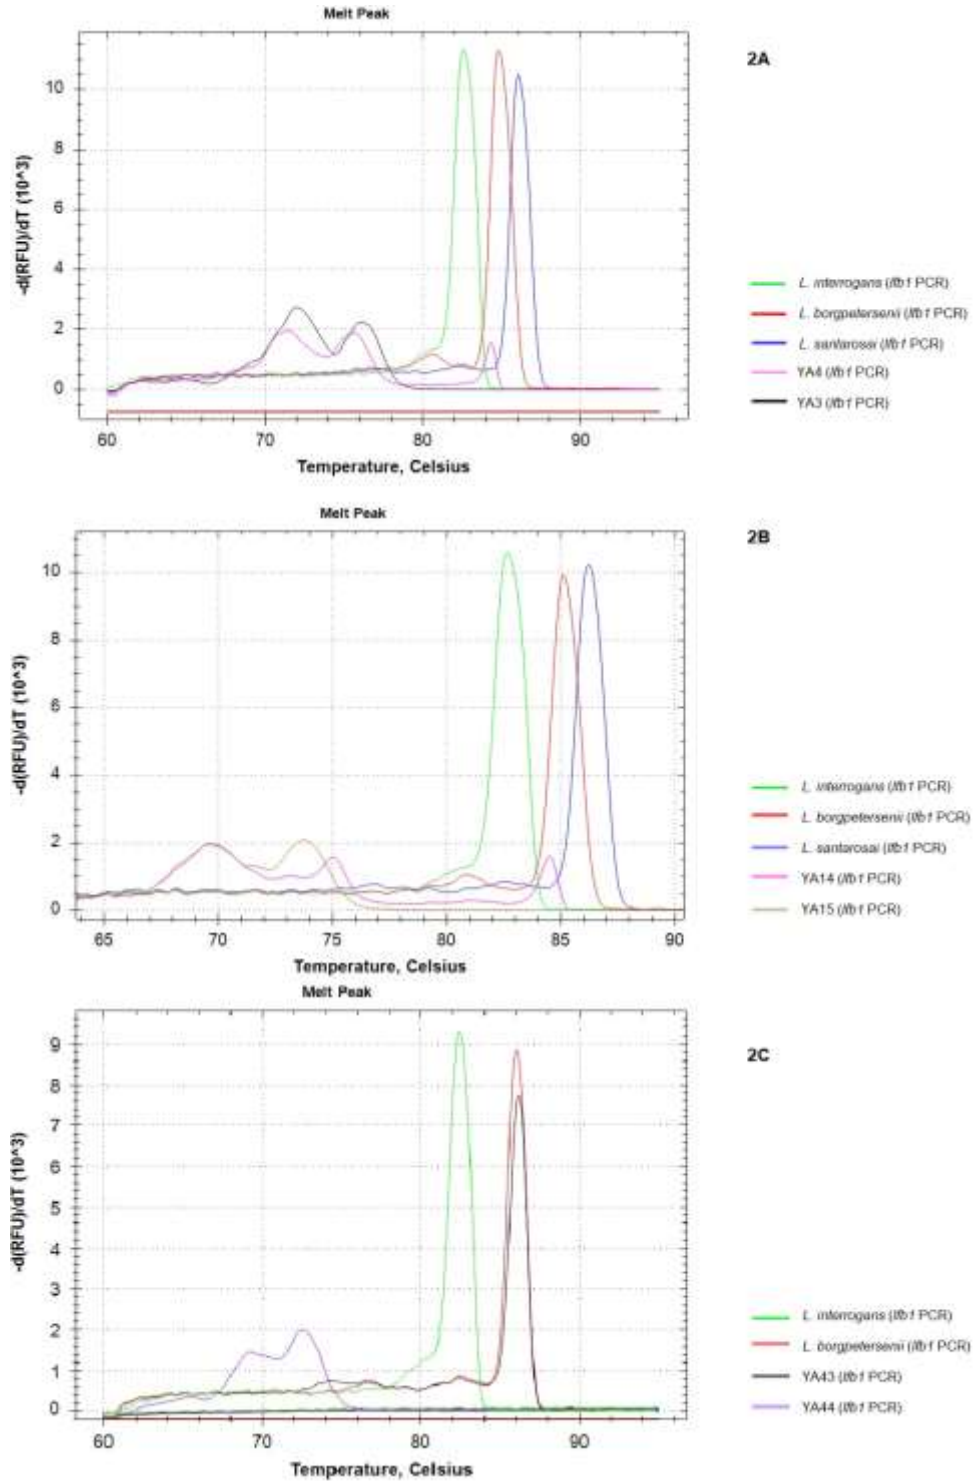 Melt Peak
2A
10
8
6
4
2
0
-d(RFU)/dT (10^3)
60
70
80
90
Temperature, Celsius
L. interrogans (lfb1 PCR)
L. borgpetersenii (lfb1 PCR)
L. santarosai (lfb1 PCR)
YA4 (lfb1 PCR)
YA3 (lfb1 PCR)
Melt Peak
2B
10
8
6
4
2
0
-d(RFU)/dT (10^3)
65
70
75
80
85
90
Temperature, Celsius
L. interrogans (lfb1 PCR)
L. borgpetersenii (lfb1 PCR)
L. santarosai (lfb1 PCR)
YA14 (lfb1 PCR)
YA15 (lfb1 PCR)
Melt Peak
2C
9
8
7
6
5
4
3
2
1
0
-d(RFU)/dT (10^3)
60
70
80
90
Temperature, Celsius
L. interrogans (lfb1 PCR)
L. borgpetersenii (lfb1 PCR)
YA43 (lfb1 PCR)
YA44 (lfb1 PCR)